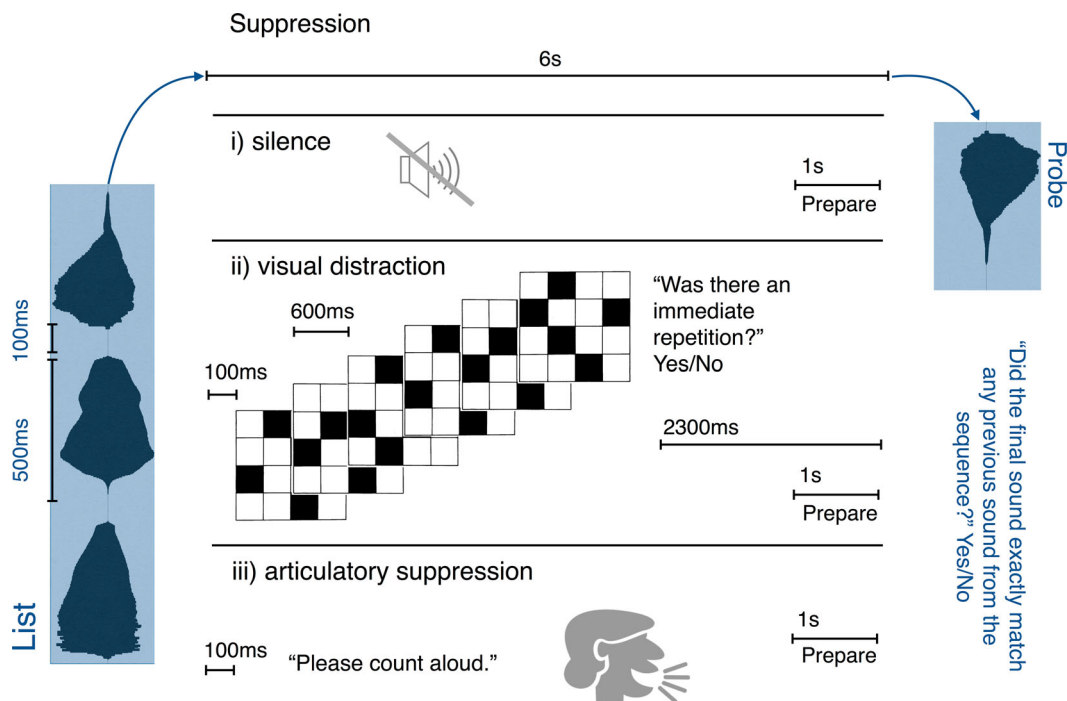 Suppression
6s
i) silence
1s
Prepare
ii) visual distraction
600ms
100ms
“Was there an
immediate
repetition?”
Yes/No
2300ms
1s
Prepare
iii) articulatory suppression
100ms
“Please count aloud.”
1s
Prepare
List
500ms
100ms
Probe
“Did the final sound exactly match
any previous sound from the
sequence?” Yes/No